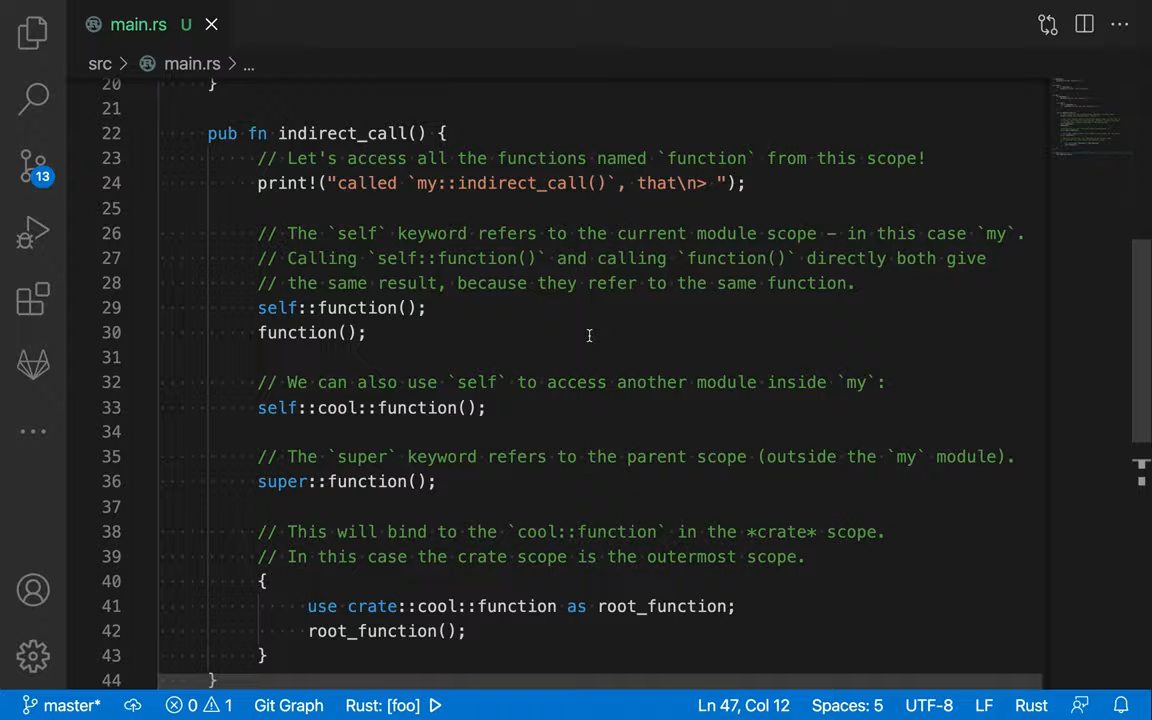 main.rs U
src > main.rs > ...
20 }
21
22 pub fn indirect_call() {
23 // Let's access all the functions named `function` from this scope!
24 print!("called `my::indirect_call()`, that\n> ");
25
26 // The `self` keyword refers to the current module scope – in this case `my`.
27 // Calling `self::function()` and calling `function()` directly both give
28 // the same result, because they refer to the same function.
29 self::function();
30 function();
31
32 // We can also use `self` to access another module inside `my`:
33 self::cool::function();
34
35 // The `super` keyword refers to the parent scope (outside the `my` module).
36 super::function();
37
38 // This will bind to the `cool::function` in the *crate* scope.
39 // In this case the crate scope is the outermost scope.
40 {
41 use crate::cool::function as root_function;
42 root_function();
43 }
44 }
13
master* 0 1 Git Graph Rust: [foo] Ln 47, Col 12 Spaces: 5 UTF-8 LF Rust